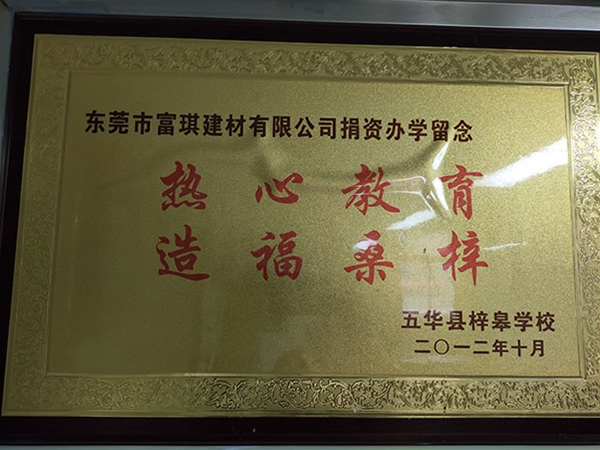 东莞市富琪建材有限公司捐资办学留念
热心教育
造福桑梓
五华县梓皋学校
二〇一二年十月